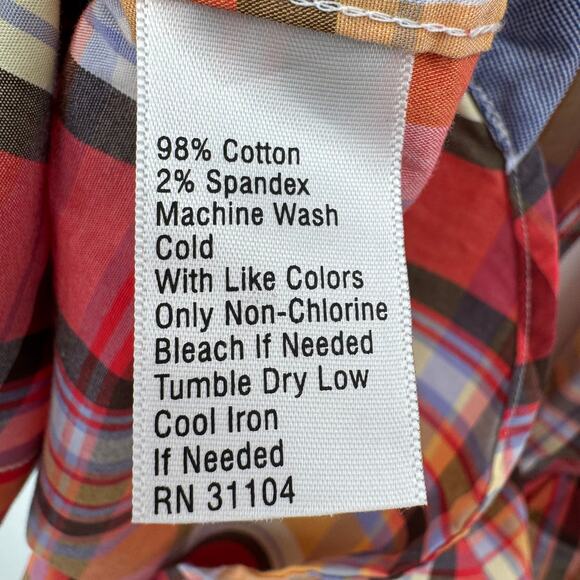 98% Cotton
2% Spandex
Machine Wash
Cold
With Like Colors
Only Non-Chlorine
Bleach If Needed
Tumble Dry Low
Cool Iron
If Needed
RN 31104